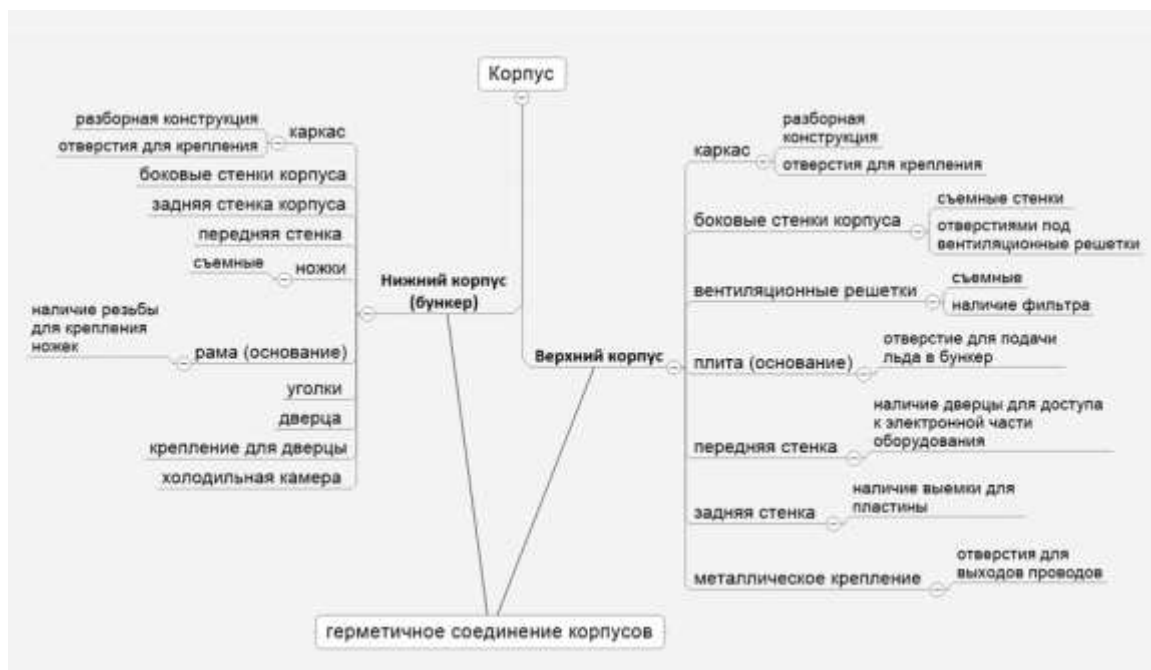 Корпус
разборная конструкция
отверстия для крепления
каркас
боковые стенки корпуса
задняя стенка корпуса
передняя стенка
съемные
ножки
Нижний корпус
(бункер)
наличие резьбы
для крепления
ножек
рама (основание)
уголки
дверца
крепление для дверцы
холодильная камера
Верхний корпус
каркас
разборная
конструкция
отверстия для крепления
боковые стенки корпуса
съемные стенки
отверстиями под
вентиляционные решетки
вентиляционные решетки
съемные
наличие фильтра
плита (основание)
отверстие для подачи
льда в бункер
передняя стенка
наличие дверцы для доступа
к электронной части
оборудования
задняя стенка
наличие выемки для
пластины
металлическое крепление
отверстия для
выходов проводов
герметичное соединение корпусов